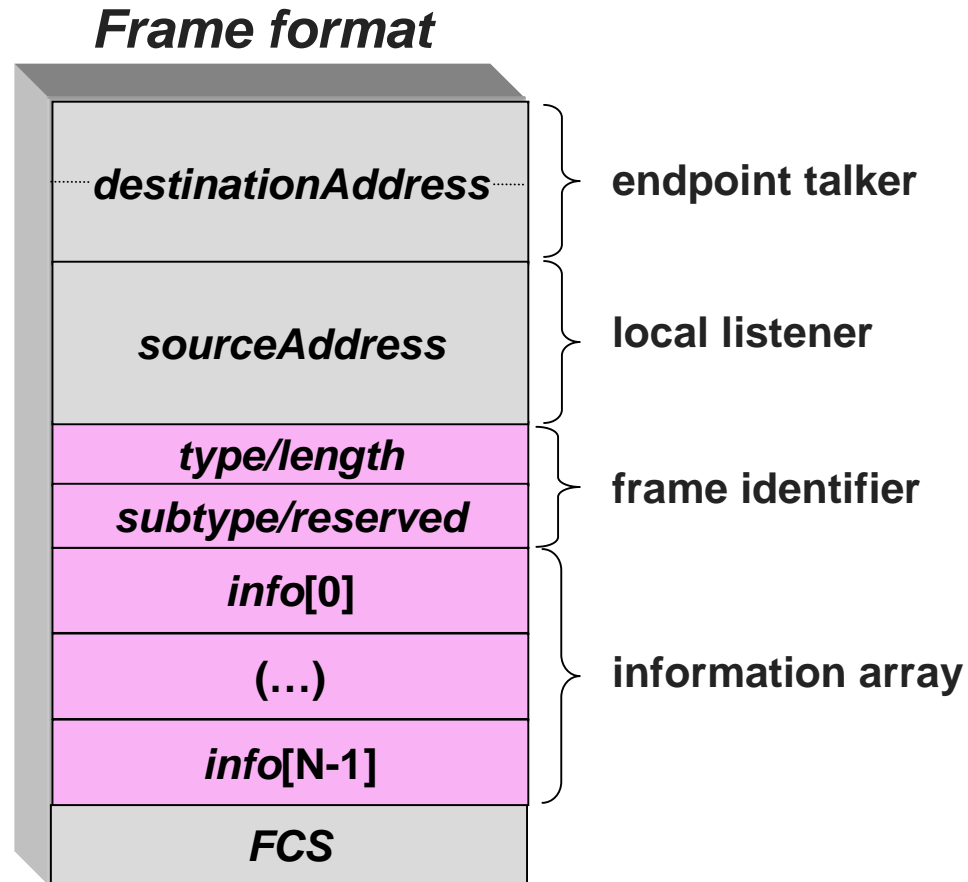 Frame format
destinationAddress
endpoint talker
sourceAddress
local listener
type/length
subtype/reserved
frame identifier
info[0]
(...)
info[N-1]
information array
FCS